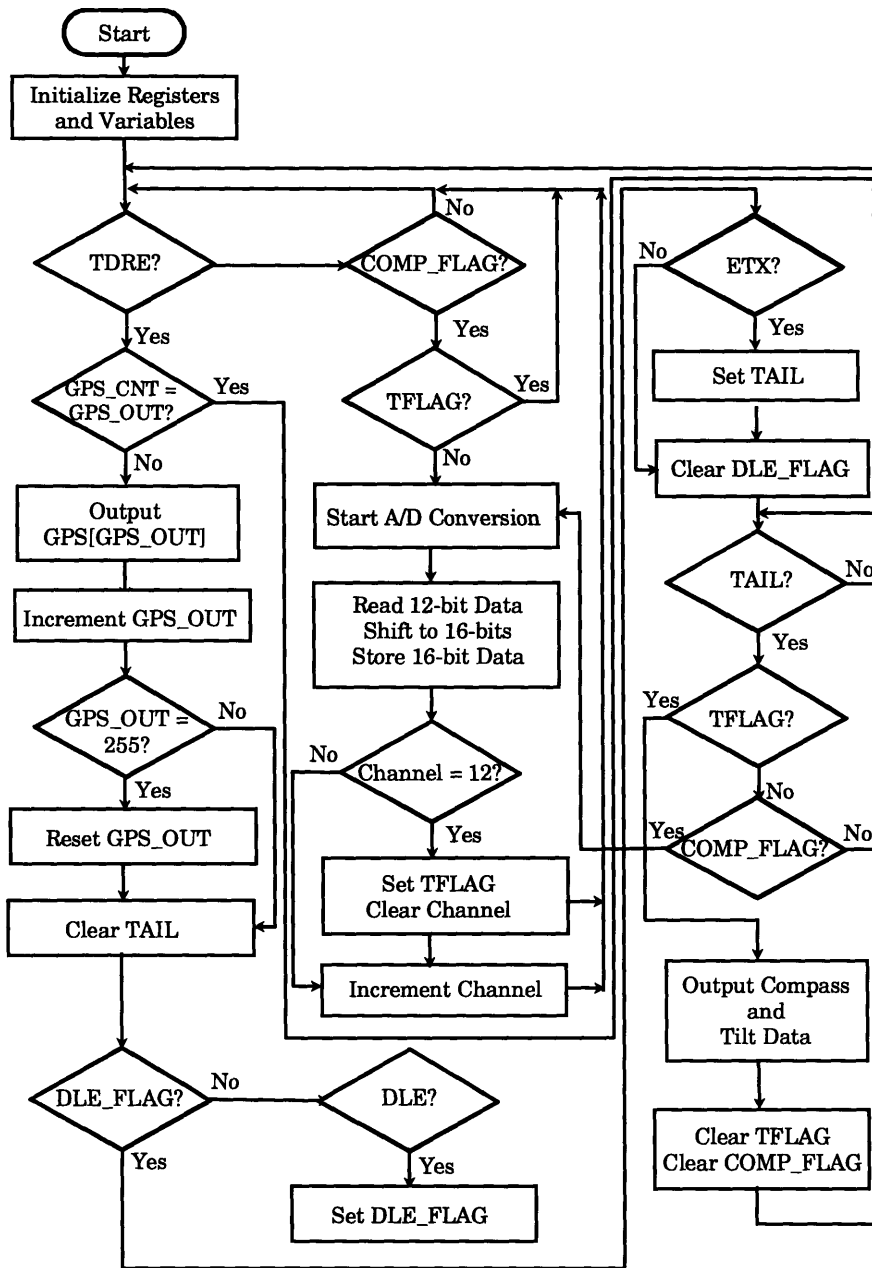 Start
Initialize Registers
and Variables
TDRE?
Yes
GPS_CNT =
GPS_OUT?
Yes
No
Output
GPS[GPS_OUT]
Increment GPS_OUT
GPS_OUT =
255?
No
Yes
Reset GPS_OUT
Clear TAIL
DLE_FLAG?
No
Yes
DLE?
Yes
Set DLE_FLAG
No
COMP_FLAG?
Yes
TFLAG?
Yes
No
Start A/D Conversion
Read 12-bit Data
Shift to 16-bits
Store 16-bit Data
No
Channel = 12?
Yes
Set TFLAG
Clear Channel
Increment Channel
No
ETX?
Yes
Set TAIL
Clear DLE_FLAG
TAIL?
No
Yes
Yes
TFLAG?
No
Yes
COMP_FLAG?
No
Output Compass
and
Tilt Data
Clear TFLAG
Clear COMP_FLAG